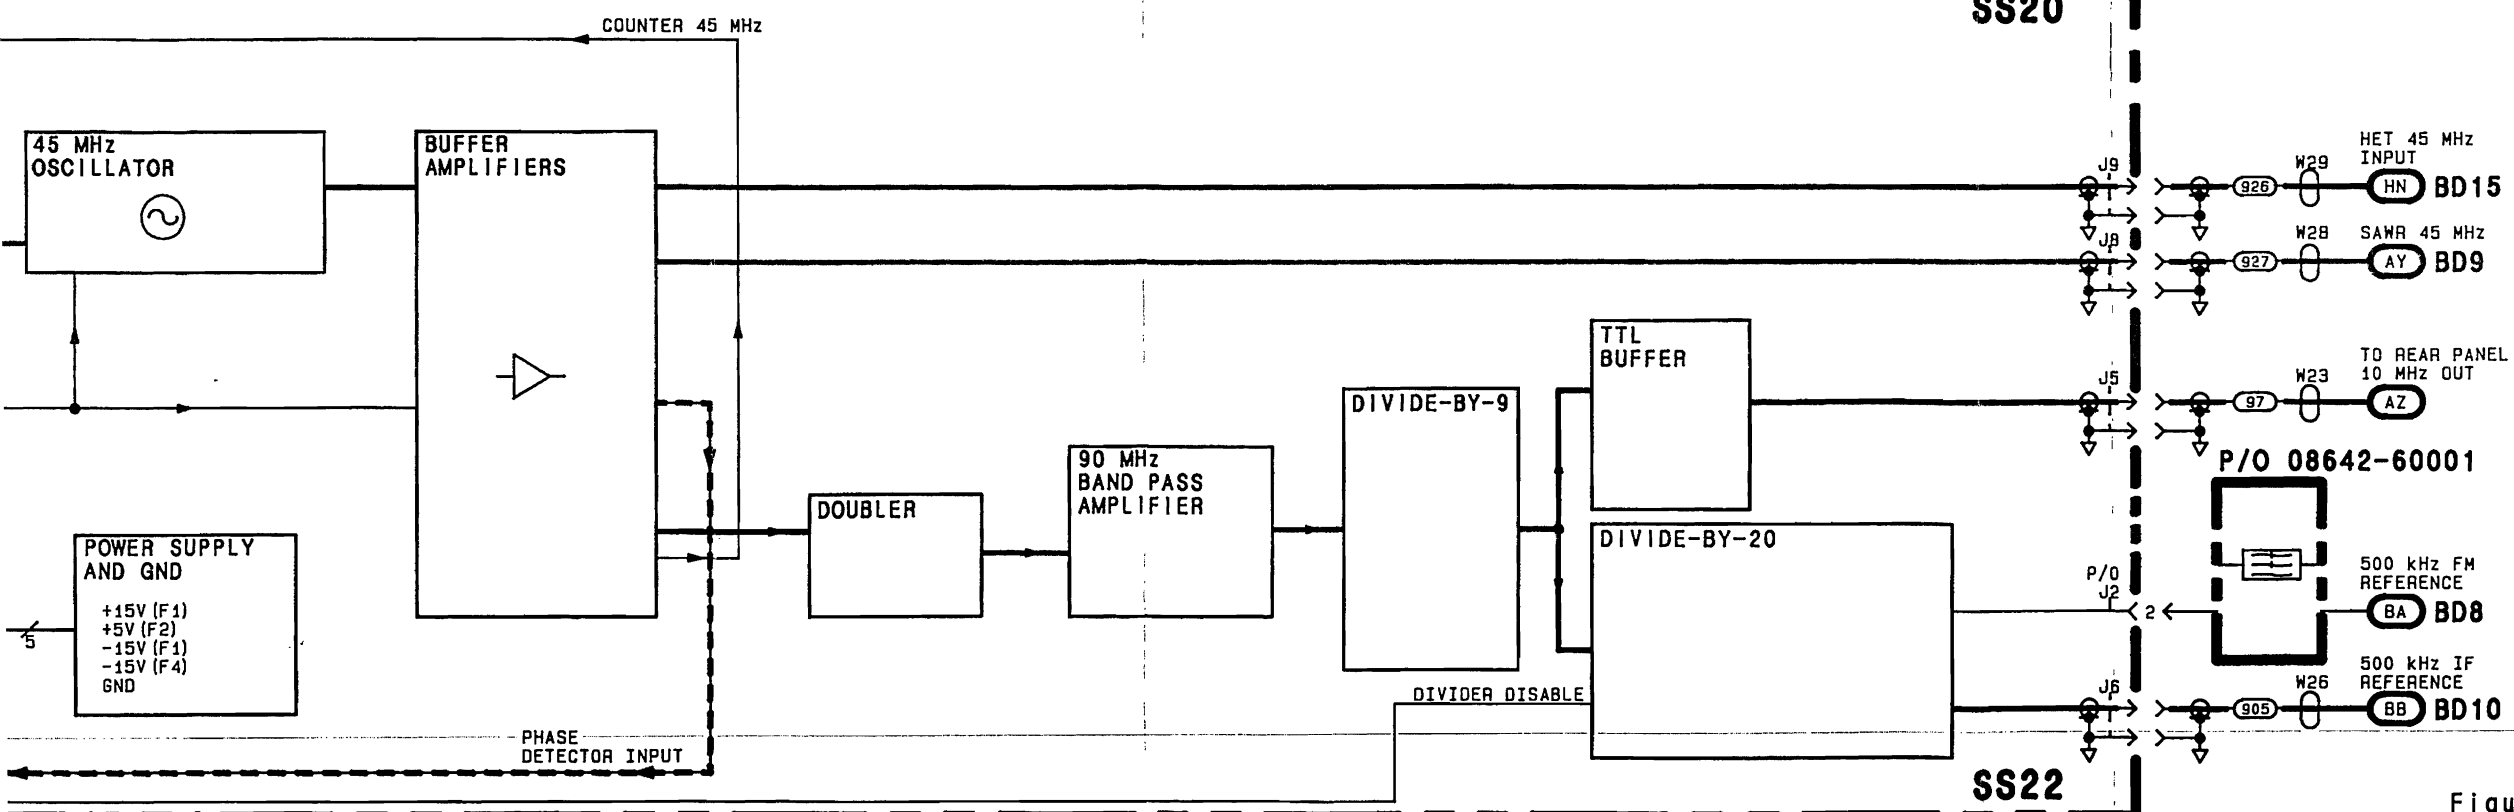 SS20
COUNTER 45 MHz
45 MHz
OSCILLATOR
BUFFER
AMPLIFIERS
J9
926
W29
HET 45 MHz
INPUT
HN
BD15
J8
927
W28
SAWR 45 MHz
AY
BD9
TTL
BUFFER
J5
97
W23
TO REAR PANEL
10 MHz OUT
AZ
DIVIDE-BY-9
90 MHz
BAND PASS
AMPLIFIER
DOUBLER
P/O 08642-60001
POWER SUPPLY
AND GND
+15V (F1)
+5V (F2)
-15V (F1)
-15V (F4)
GND
5
DIVIDE-BY-20
P/O
J2
2
500 kHz FM
REFERENCE
BA
BD8
DIVIDER DISABLE
J6
905
W26
500 kHz IF
REFERENCE
BB
BD10
PHASE
DETECTOR INPUT
SS22
Figu